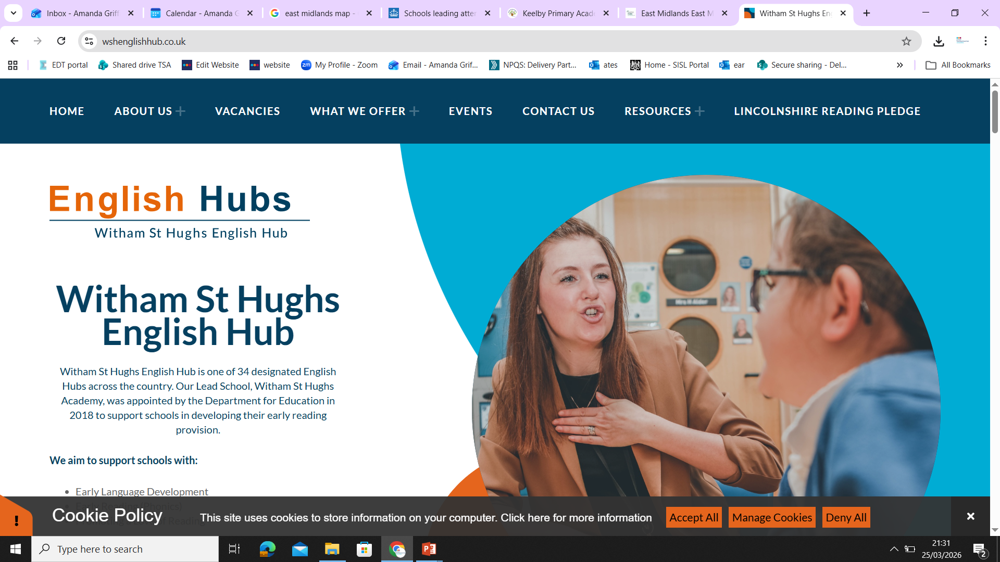 Inbox - Amanda Griff
Calendar - Amanda G
east midlands map -
Schools leading atter
Keelby Primary Acade
East Midlands East M
Witham St Hughs Eng
wshenglishhub.co.uk
EDT portal
Shared drive TSA
Edit Website
website
My Profile - Zoom
Email - Amanda Grif...
NPQS: Delivery Part...
ates
Home - SISL Portal
ear
Secure sharing - Del...
All Bookmarks
HOME
ABOUT US
VACANCIES
WHAT WE OFFER
EVENTS
CONTACT US
RESOURCES
LINCOLNSHIRE READING PLEDGE
English Hubs
Witham St Hughs English Hub
Witham St Hughs
English Hub
Witham St Hughs English Hub is one of 34 designated English
Hubs across the country. Our Lead School, Witham St Hughs
Academy, was appointed by the Department for Education in
2018 to support schools in developing their early reading
provision.
We aim to support schools with:
Early Language Development
Early Reading (Phonics)
Mrs H Alder
Cookie Policy
This site uses cookies to store information on your computer. Click here for more information
Accept All
Manage Cookies
Deny All
Type here to search
21:31
25/03/2026
2